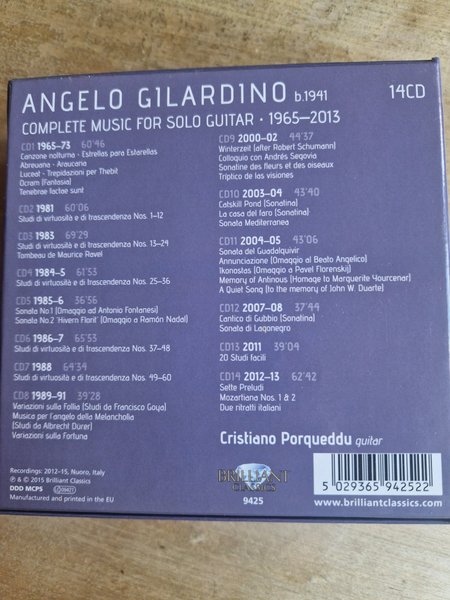 ANGELO GILARDINO b.1941 14CD
COMPLETE MUSIC FOR SOLO GUITAR · 1965–2013
CD1 1965-73 60'46
Canzone notturna · Estrellas para Estarellas
Abreuana · Araucaria
Luceat · Trepidazioni per Thebit
Ocram (Fantasia)
Tenebrae factae sunt
CD2 1981 60'06
Studi di virtuosità e di trascendenza Nos. 1–12
CD3 1983 69'29
Studi di virtuosità e di trascendenza Nos. 13–24
Tombeau de Maurice Ravel
CD4 1984-5 61'53
Studi di virtuosità e di trascendenza Nos. 25–36
CD5 1985-6 36'56
Sonata No.1 (Omaggio ad Antonio Fontanesi)
Sonata No.2 'Hivern Florit' (Omaggio a Ramón Nadal)
CD6 1986-7 65'53
Studi di virtuosità e di trascendenza Nos. 37-48
CD7 1988 64'34
Studi di virtuosità e di trascendenza Nos. 49-60
CD8 1989-91 39'28
Variazioni sulla Follia (Studi da Francisco Goya)
Musica per l'angelo della Melancholia
(Studi da Albrecht Dürer)
Variazioni sulla Fortuna
CD9 2000-02 44'37
Winterzeit (after Robert Schumann)
Colloquio con Andrés Segovia
Sonatine des fleurs et des oiseaux
Tríptico de las visiones
CD10 2003-04 43'40
Catskill Pond (Sonatina)
La casa del faro (Sonatina)
Sonata Mediterranea
CD11 2004-05 43'06
Sonata del Guadalquivir
Annunciazione (Omaggio al Beato Angelico)
Ikonostas (Omaggio a Pavel Florenskij)
Memory of Antinous (Homage to Marguerite Yourcenar)
A Quiet Song (to the memory of John W. Duarte)
CD12 2007-08 37'44
Cantico di Gubbio (Sonatina)
Sonata di Lagonegro
CD13 2011 39'04
20 Studi facili
CD14 2012-13 62'42
Sette Preludi
Mozartiana Nos. 1 & 2
Due ritratti italiani
Cristiano Porqueddu guitar
Recordings: 2012-15, Nuoro, Italy
℗ & © 2015 Brilliant Classics
DDD MCPS
Manufactured and printed in the EU
BRILLIANT
CLASSICS
9425
5 029365 942522
www.brilliantclassics.com